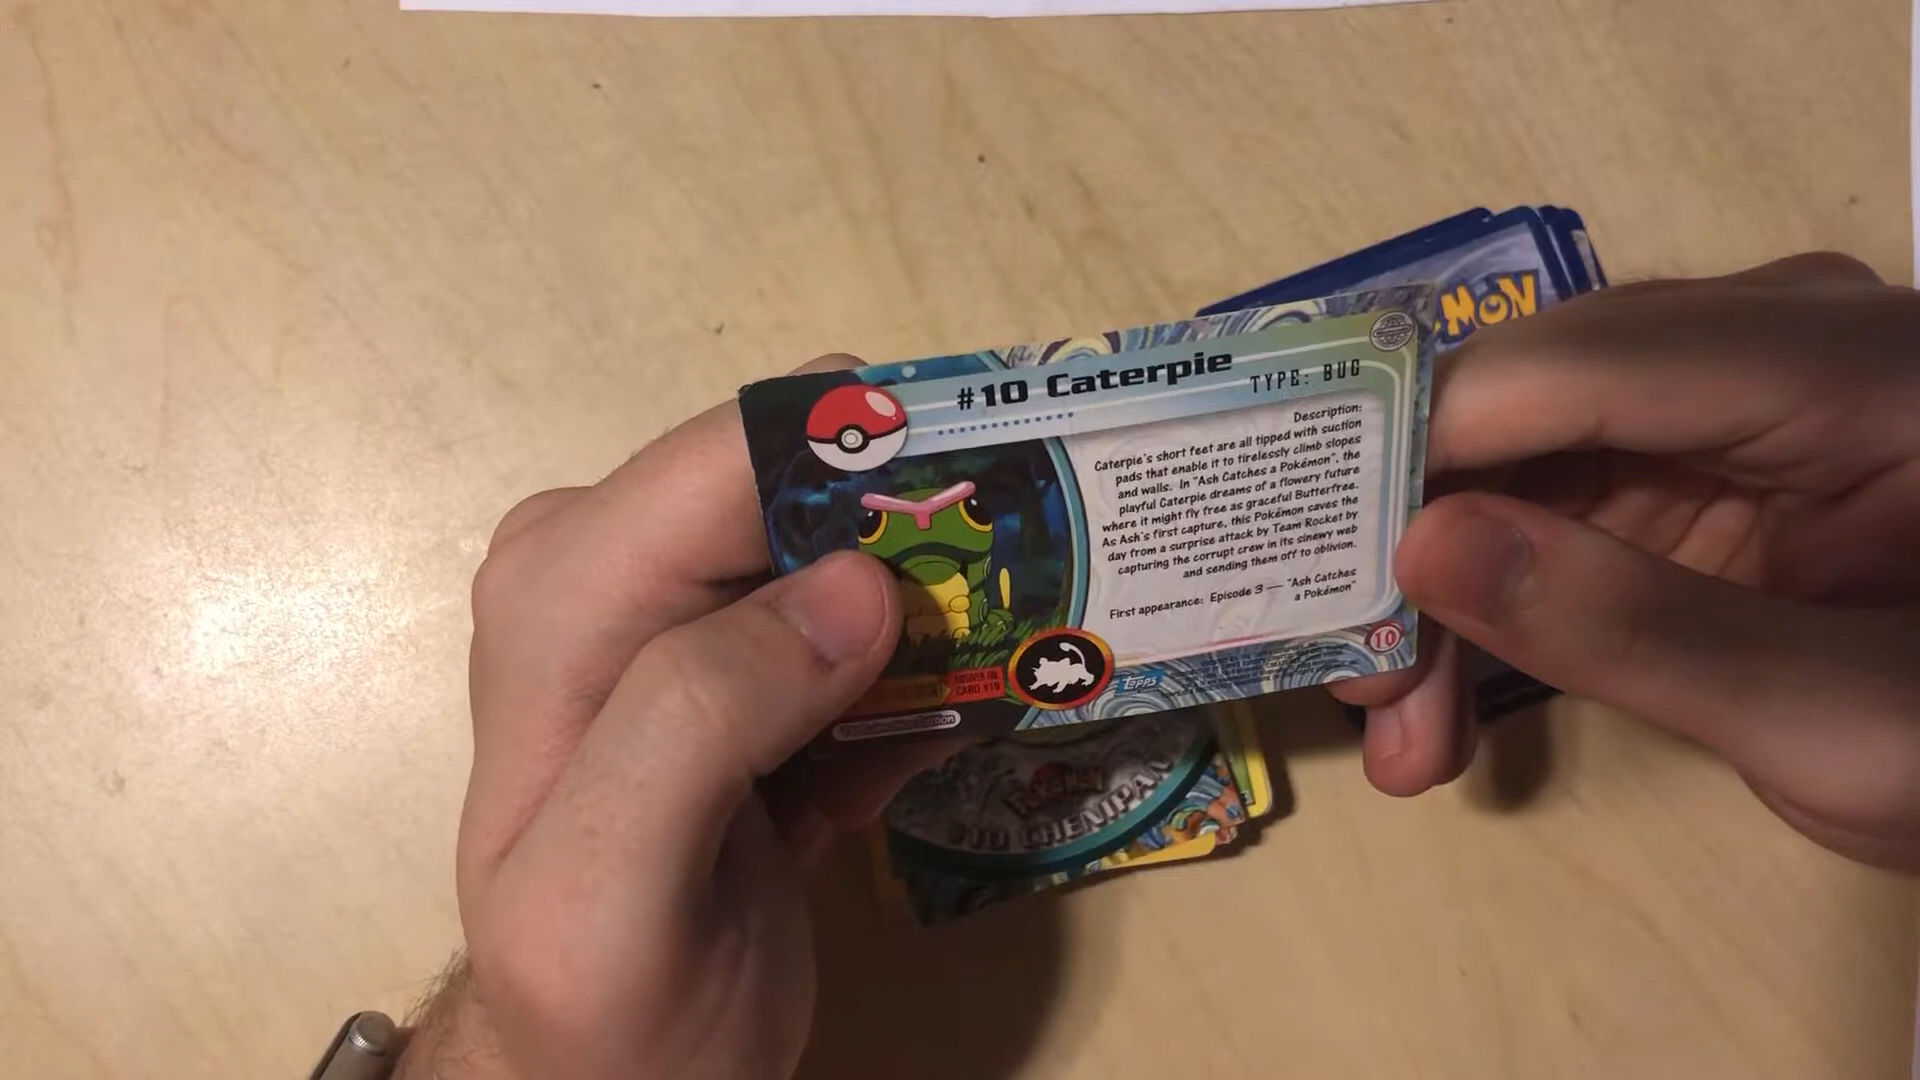 MON
#10 Caterpie
TYPE: BUG
Description:
Caterpie's short feet are all tipped with suction
pads that enable it to tirelessly climb slopes
and walls. In "Ash Catches a Pokémon", the
playful Caterpie dreams of a flowery future
where it might fly free as graceful Butterfree.
As Ash's first capture, this Pokémon saves the
day from a surprise attack by Team Rocket by
capturing the corrupt crew in its sinewy web
and sending them off to oblivion.
First appearance: Episode 3 — "Ash Catches
a Pokémon"
10
ANSWER ON
CARD #19
topps
Edition
POKéMON
#10 CHENIPAN